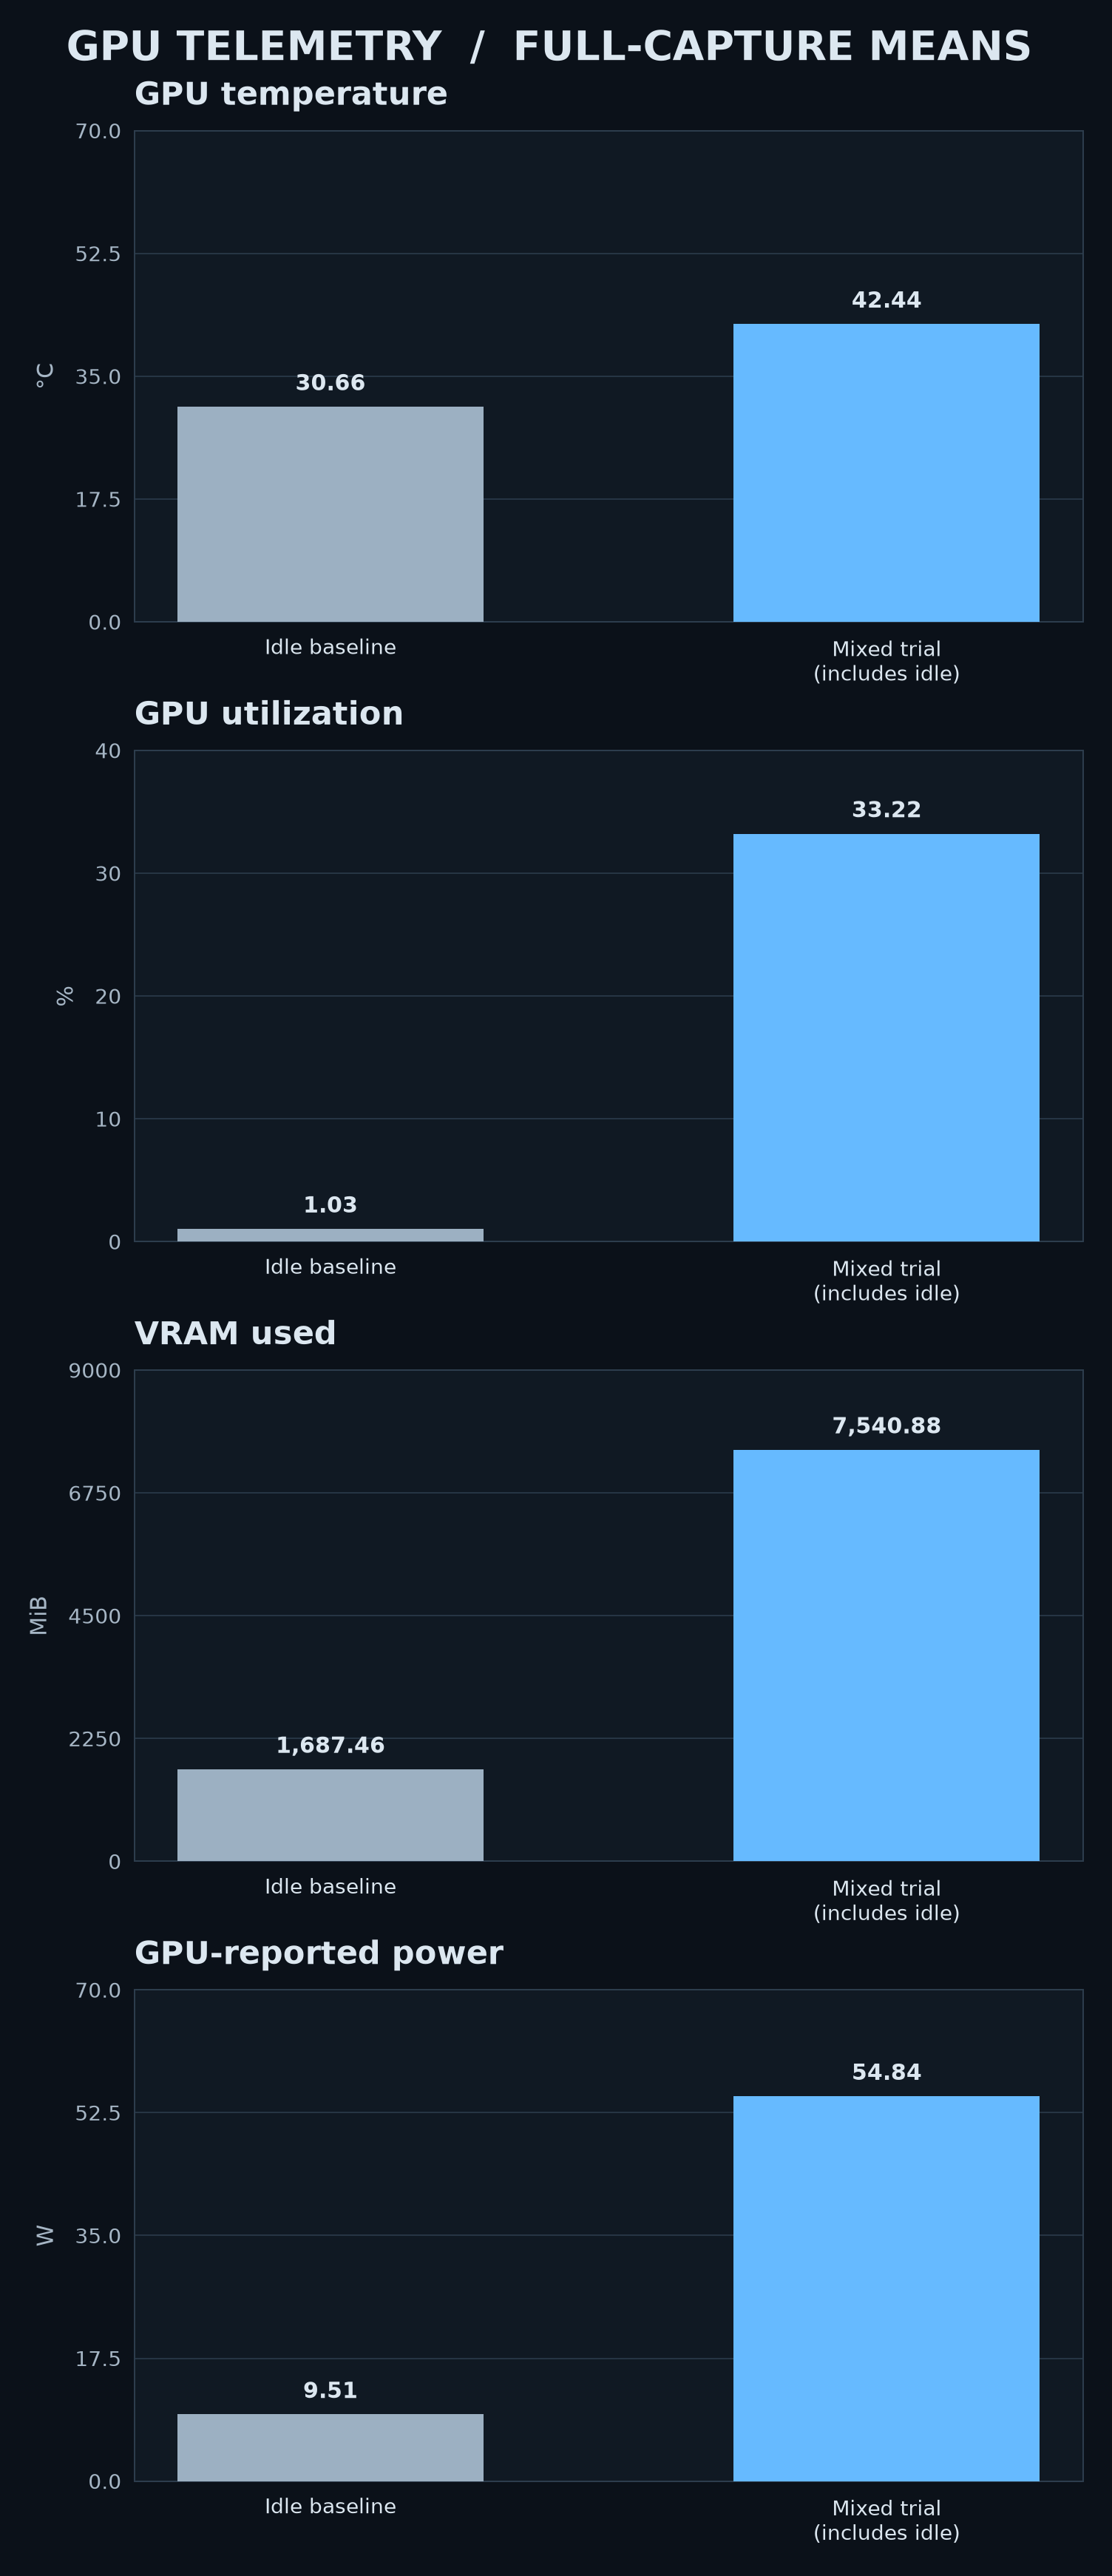 GPU TELEMETRY / FULL-CAPTURE MEANS
GPU temperature
70.0
52.5
35.0
17.5
0.0
°C
30.66
42.44
Idle baseline
Mixed trial
(includes idle)
GPU utilization
40
30
20
10
0
%
1.03
33.22
Idle baseline
Mixed trial
(includes idle)
VRAM used
9000
6750
4500
2250
0
MiB
1,687.46
7,540.88
Idle baseline
Mixed trial
(includes idle)
GPU-reported power
70.0
52.5
35.0
17.5
0.0
W
9.51
54.84
Idle baseline
Mixed trial
(includes idle)